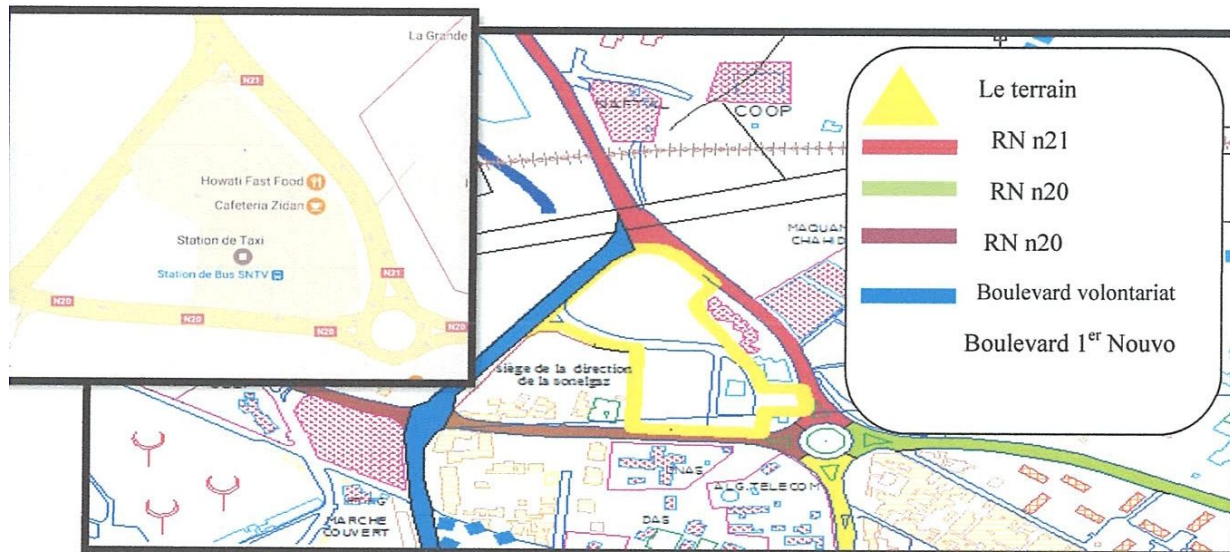 La Grande
N21
Howati Fast Food
Cafeteria Zidan
Station de Taxi
Station de Bus SNTV
N21
N20
N20
N20
N20
COOP
MAQUAM
CHAHID
siège de la direction
de la sonelgaz
ENAS
ALG.TELECOM
DAS
MARCHE
COUVERT
Le terrain
RN n21
RN n20
RN n20
Boulevard volontariat
Boulevard 1er Nouvo